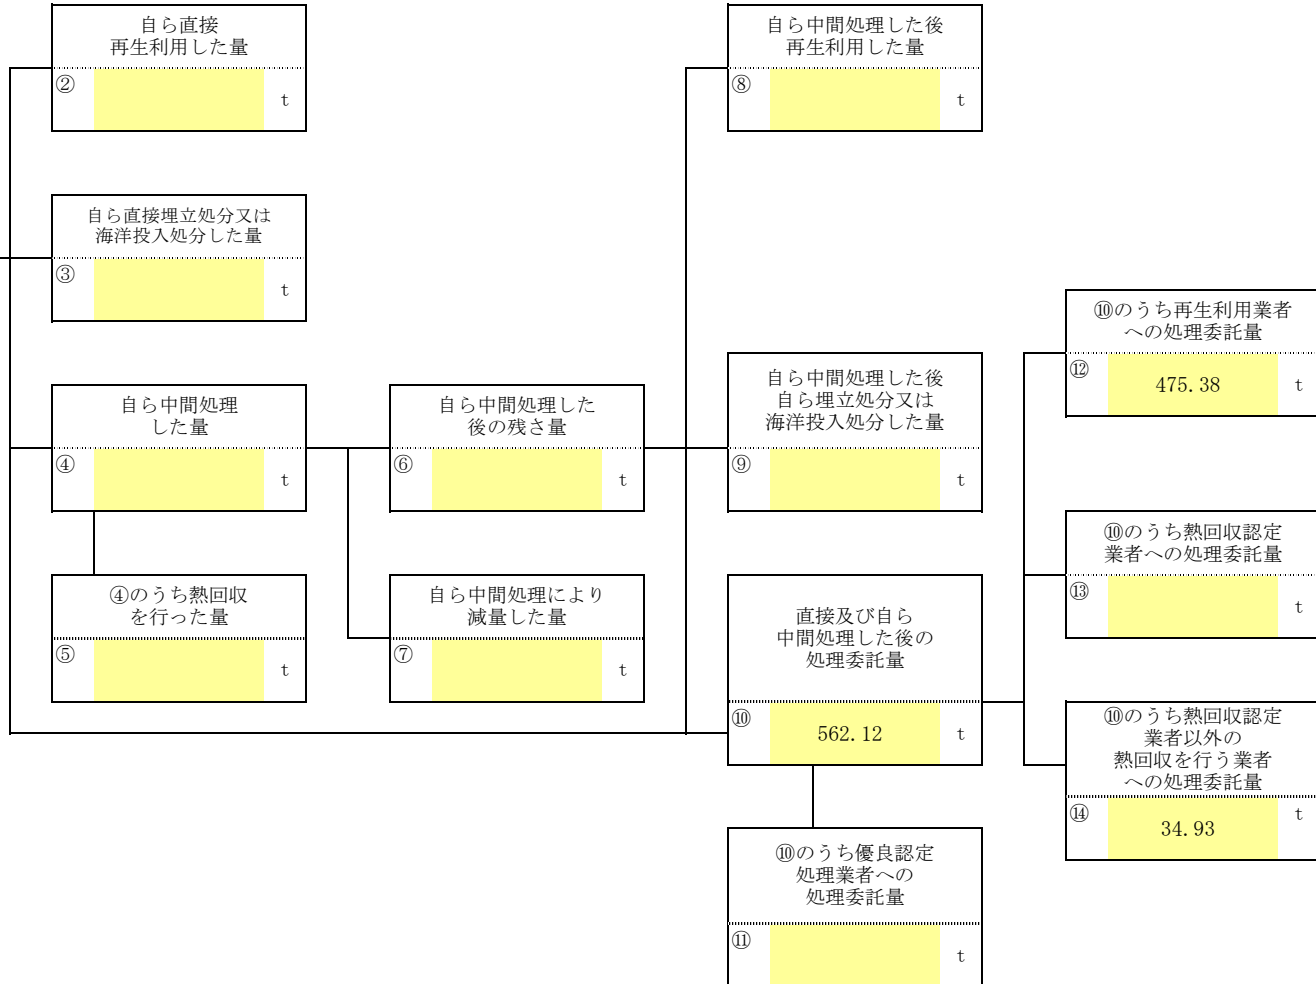 自ら直接
再生利用した量
②
t
自ら直接埋立処分又は
海洋投入処分した量
③
t
自ら中間処理
した量
④
t
④のうち熱回収
を行った量
⑤
t
自ら中間処理した
後の残さ量
⑥
t
自ら中間処理により
減量した量
⑦
t
自ら中間処理した後
再生利用した量
⑧
t
自ら中間処理した後
自ら埋立処分又は
海洋投入処分した量
⑨
t
直接及び自ら
中間処理した後の
処理委託量
⑩ 562.12 t
⑩のうち優良認定
処理業者への
処理委託量
⑪
t
⑩のうち再生利用業者
への処理委託量
⑫ 475.38 t
⑩のうち熱回収認定
業者への処理委託量
⑬
t
⑩のうち熱回収認定
業者以外の
熱回収を行う業者
への処理委託量
⑭ 34.93 t